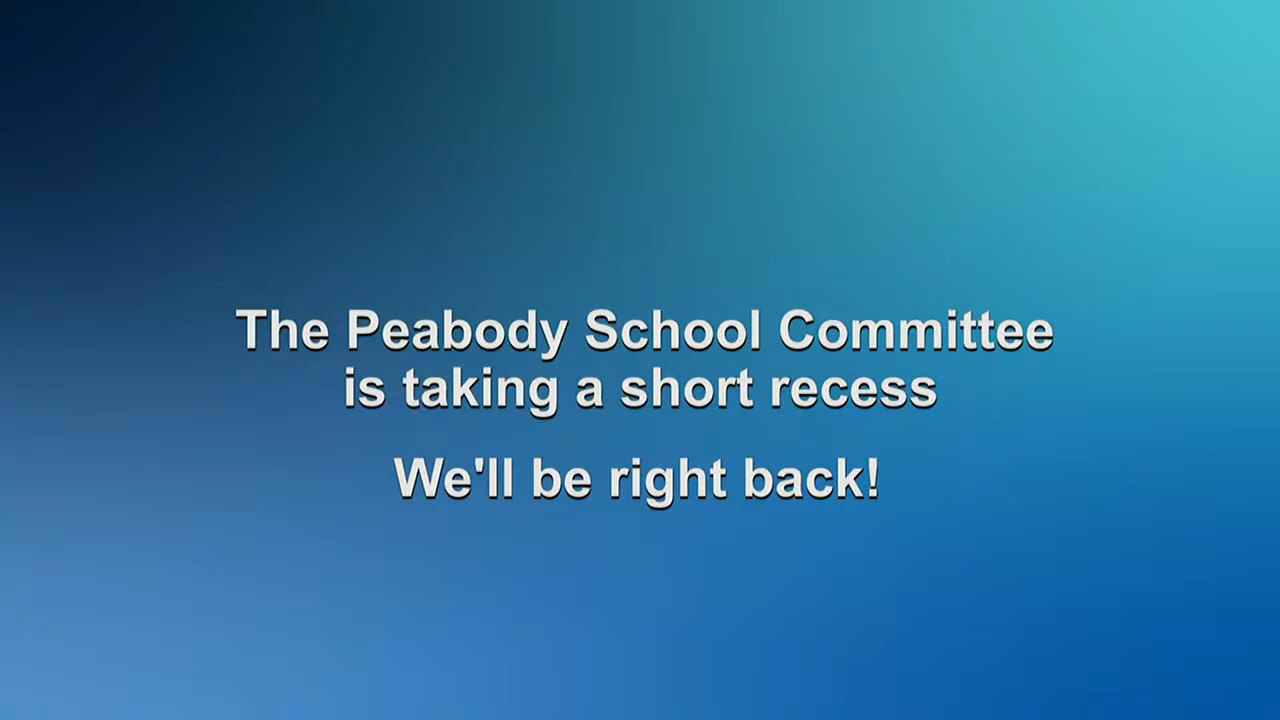 The Peabody School Committee
is taking a short recess
We'll be right back!